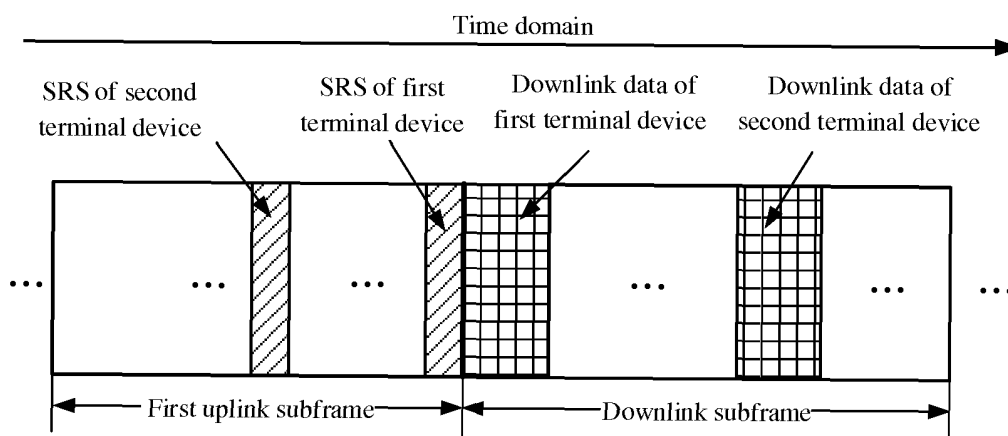 Time domain
SRS of second
terminal device
SRS of first
terminal device
Downlink data of
first terminal device
Downlink data of
second terminal device
...
...
...
...
...
...
First uplink subframe
Downlink subframe